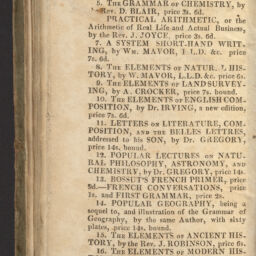 5. THE GRAMMAR OF CHEMISTRY, by
Rev. D. BLAIR, price 3s. 6d.
PRACTICAL ARITHMETIC, or the
Arithmetic of Real Life and Actual Business,
by the Rev. J. JOYCE, price 3s. 6d.
7. A SYSTEM SHORT-HAND WRIT-
ING, by WM. MAVOR, LL.D. &c. price
7s. 6d.
8. THE ELEMENTS OF NATURAL HIS-
TORY, by W. MAVOR, L.L.D. &c. price 6s.
9. THE ELEMENTS OF LAND SURVEY-
ING, by A. CROCKER, price 7s. bound.
10. THE ELEMENTS OF ENGLISH COM-
POSITION, by Dr. IRVING, a new edition,
price 7s. 6d.
11. LETTERS ON LITERATURE, COM-
POSITION, AND THE BELLES LETTRES,
addressed to his SON, by Dr. GREGORY,
price 14s, bound.
12. POPULAR LECTURES ON NATU-
RAL PHILOSOPHY, ASTRONOMY, AND
CHEMISTRY, by Dr. GREGORY, price 14s.
13. BOSSUT'S FRENCH PRIMER, price
9d.—FRENCH CONVERSATIONS, price
1s. and FIRST GRAMMAR, price 2s.
14. POPULAR GEOGRAPHY, being a
sequel to, and illustration of the Grammar of
Geography, by the same Author, with sixty
plates, price 14s, bound.
15. THE ELEMENTS OF ANCIENT HIS-
TORY, by the Rev. J. ROBINSON, price 6s.
16. THE ELEMENTS OF MODERN HIS-